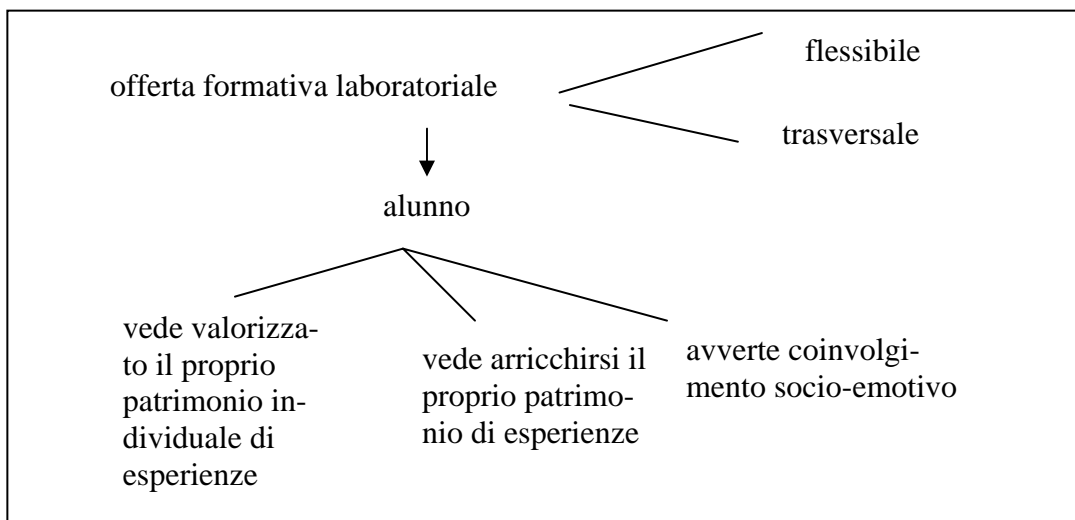 flessibile
offerta formativa laboratoriale
trasversale
alunno
vede valorizza-
to il proprio
patrimonio in-
dividuale di
esperienze
vede arricchirsi il
proprio patrimo-
nio di esperienze
avverte coinvolgi-
mento socio-emotivo